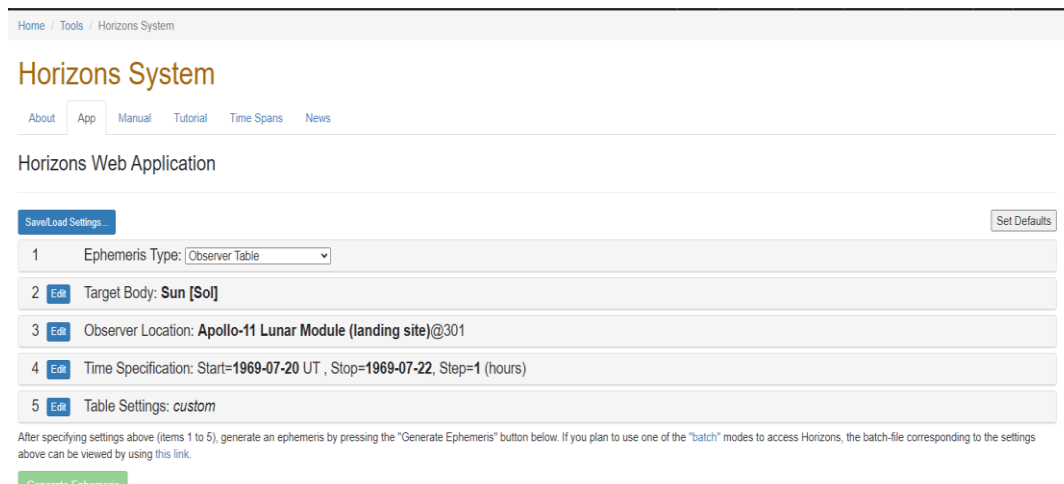 Home / Tools / Horizons System
Horizons System
About App Manual Tutorial Time Spans News
Horizons Web Application
Save/Load Settings... Set Defaults
1 Ephemeris Type: Observer Table
2 Edit Target Body: Sun [Sol]
3 Edit Observer Location: Apollo-11 Lunar Module (landing site)@301
4 Edit Time Specification: Start=1969-07-20 UT , Stop=1969-07-22, Step=1 (hours)
5 Edit Table Settings: custom
After specifying settings above (items 1 to 5), generate an ephemeris by pressing the "Generate Ephemeris" button below. If you plan to use one of the "batch" modes to access Horizons, the batch-file corresponding to the settings
above can be viewed by using this link.
Generate Ephemeris